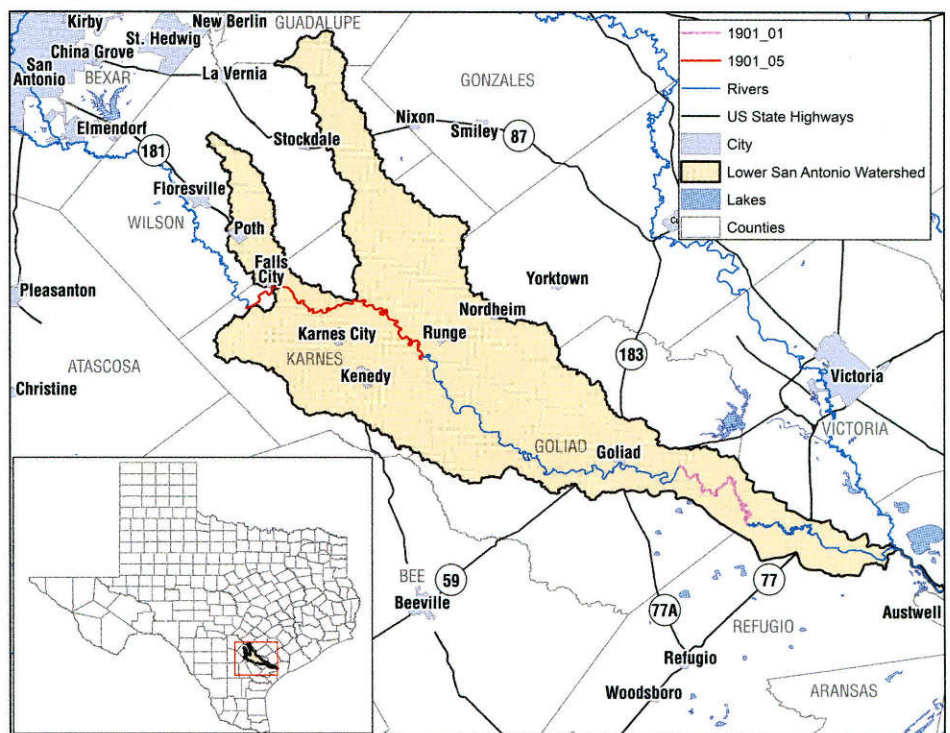 Kirby
New Berlin
GUADALUPE
China Grove
St. Hedwig
San
Antonio
BEXAR
La Vernia
Elmendorf
GONZALES
Nixon
Smiley
87
Stockdale
181
Floresville
WILSON
Poth
Falls
City
Pleasanton
Yorktown
Nordheim
Karnes City
Runge
KARNES
183
ATASCOSA
Kenedy
Christine
Victoria
VICTORIA
GOLIAD
Goliad
BEE
59
Beeville
77A
77
Austwell
REFUGIO
Refugio
Woodsboro
ARANSAS
1901_01
1901_05
Rivers
US State Highways
City
Lower San Antonio Watershed
Lakes
Counties